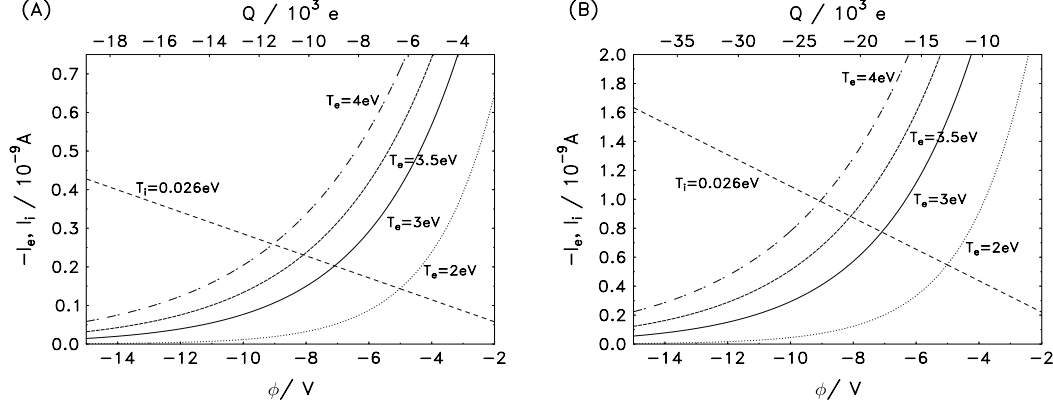 (A)
Q / 10³ e
−18 −16 −14 −12 −10 −8 −6 −4
−Iₑ, Iᵢ / 10⁻⁹A
0.7
0.6
0.5
0.4
0.3
0.2
0.1
0.0
Tₑ=4eV
Tₑ=3.5eV
Tᵢ=0.026eV
Tₑ=3eV
Tₑ=2eV
−14 −12 −10 −8 −6 −4 −2
ϕ/ V
(B)
Q / 10³ e
−35 −30 −25 −20 −15 −10
−Iₑ, Iᵢ / 10⁻⁹A
2.0
1.8
1.6
1.4
1.2
1.0
0.8
0.6
0.4
0.2
0.0
Tₑ=4eV
Tₑ=3.5eV
Tᵢ=0.026eV
Tₑ=3eV
Tₑ=2eV
−14 −12 −10 −8 −6 −4 −2
ϕ/ V